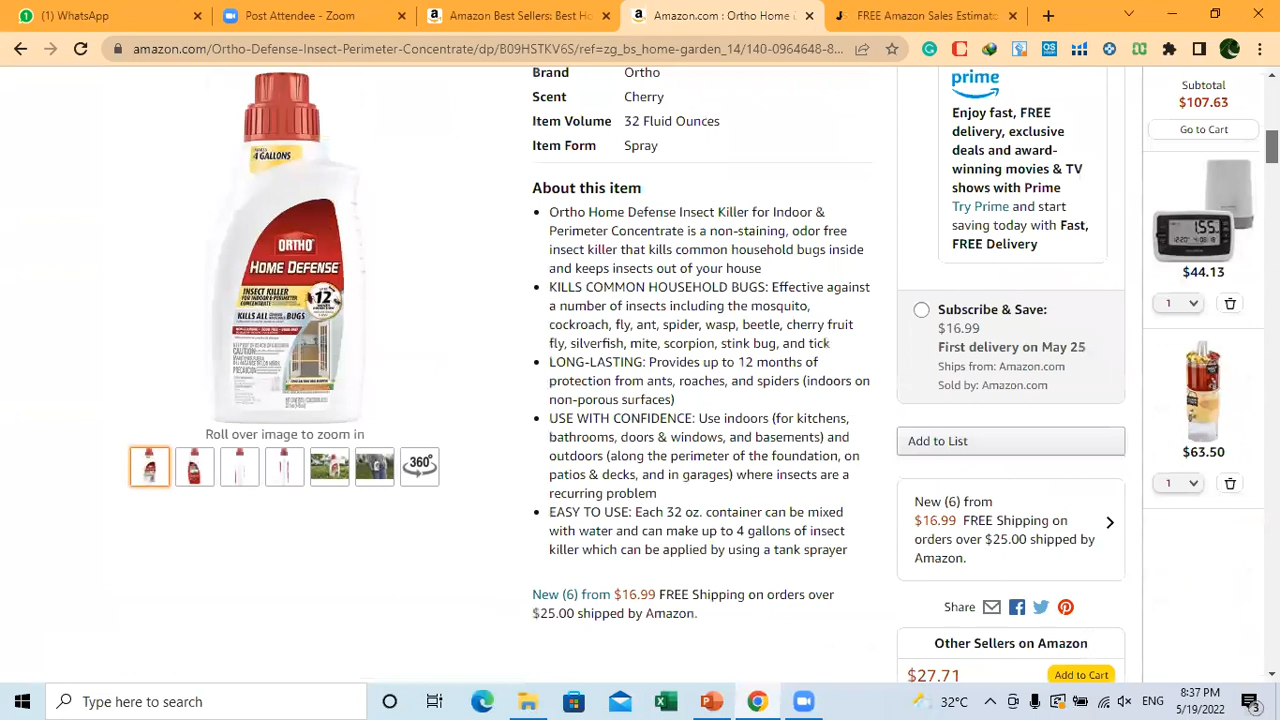 (1) WhatsApp
Post Attendee - Zoom
Amazon Best Sellers: Best Ho
Amazon.com : Ortho Home D
FREE Amazon Sales Estimato
amazon.com/Ortho-Defense-Insect-Perimeter-Concentrate/dp/B09HSTKV6S/ref=zg_bs_home-garden_14/140-0964648-8...
Brand Ortho
Scent Cherry
Item Volume 32 Fluid Ounces
Item Form Spray
About this item
Ortho Home Defense Insect Killer for Indoor &
Perimeter Concentrate is a non-staining, odor free
insect killer that kills common household bugs inside
and keeps insects out of your house
KILLS COMMON HOUSEHOLD BUGS: Effective against
a number of insects including the mosquito,
cockroach, fly, ant, spider, wasp, beetle, cherry fruit
fly, silverfish, mite, scorpion, stink bug, and tick
LONG-LASTING: Provides up to 12 months of
protection from ants, roaches, and spiders (indoors on
non-porous surfaces)
USE WITH CONFIDENCE: Use indoors (for kitchens,
bathrooms, doors & windows, and basements) and
outdoors (along the perimeter of the foundation, on
patios & decks, and in garages) where insects are a
recurring problem
EASY TO USE: Each 32 oz. container can be mixed
with water and can make up to 4 gallons of insect
killer which can be applied by using a tank sprayer
New (6) from $16.99 FREE Shipping on orders over
$25.00 shipped by Amazon.
4 GALLONS
ORTHO
HOME DEFENSE
INSECT KILLER
FOR INDOOR & PERIMETER
CONCENTRATE
12
KILLS ALL BUGS
Roll over image to zoom in
360°
prime
Enjoy fast, FREE
delivery, exclusive
deals and award-
winning movies & TV
shows with Prime
Try Prime and start
saving today with Fast,
FREE Delivery
Subscribe & Save:
$16.99
First delivery on May 25
Ships from: Amazon.com
Sold by: Amazon.com
Add to List
New (6) from
$16.99 FREE Shipping on
orders over $25.00 shipped by
Amazon.
Share
Other Sellers on Amazon
$27.71 Add to Cart
Subtotal
$107.63
Go to Cart
1.55
$44.13
1
$63.50
1
Type here to search
32°C
ENG
8:37 PM
5/19/2022
3